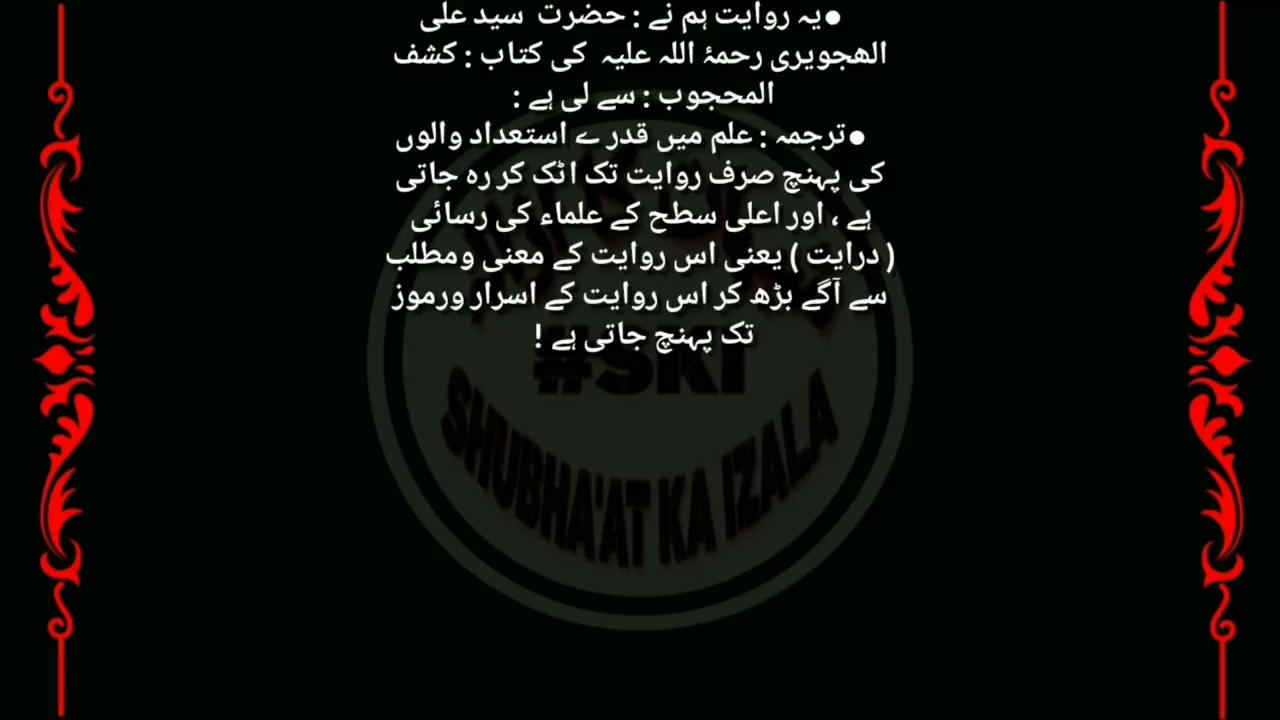 ●یہ روایت ہم نے : حضرت سید علی
الھجویری رحمۂ اللہ علیہ کی کتاب : کشف
المحجوب : سے لی ہے :
●ترجمہ : علم میں قدر ے استعداد والوں
کی پہنچ صرف روایت تک اٹک کر رہ جاتی
ہے ، اور اعلی سطح کے علماء کی رسائی
( درایت ) یعنی اس روایت کے معنی ومطلب
سے آگے بڑھ کر اس روایت کے اسرار ورموز
تک پہنچ جاتی ہے !
#SKI
SHUBHA'AT KA IZALA